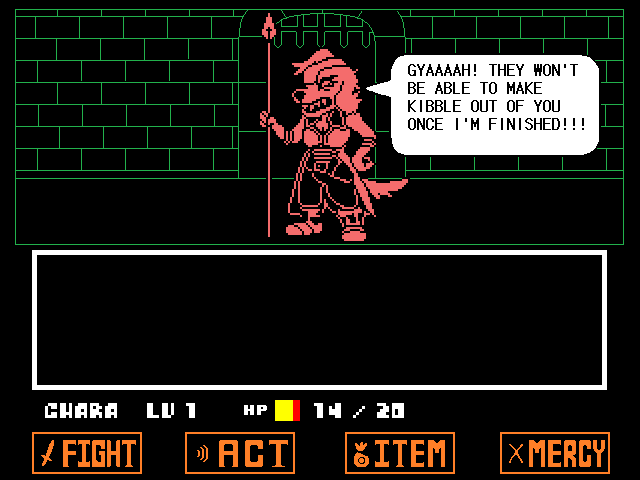 GYAAAAH! THEY WON'T
BE ABLE TO MAKE
KIBBLE OUT OF YOU
ONCE I'M FINISHED!!!
CHARA LV 1 HP 14 / 20
FIGHT ACT ITEM MERCY